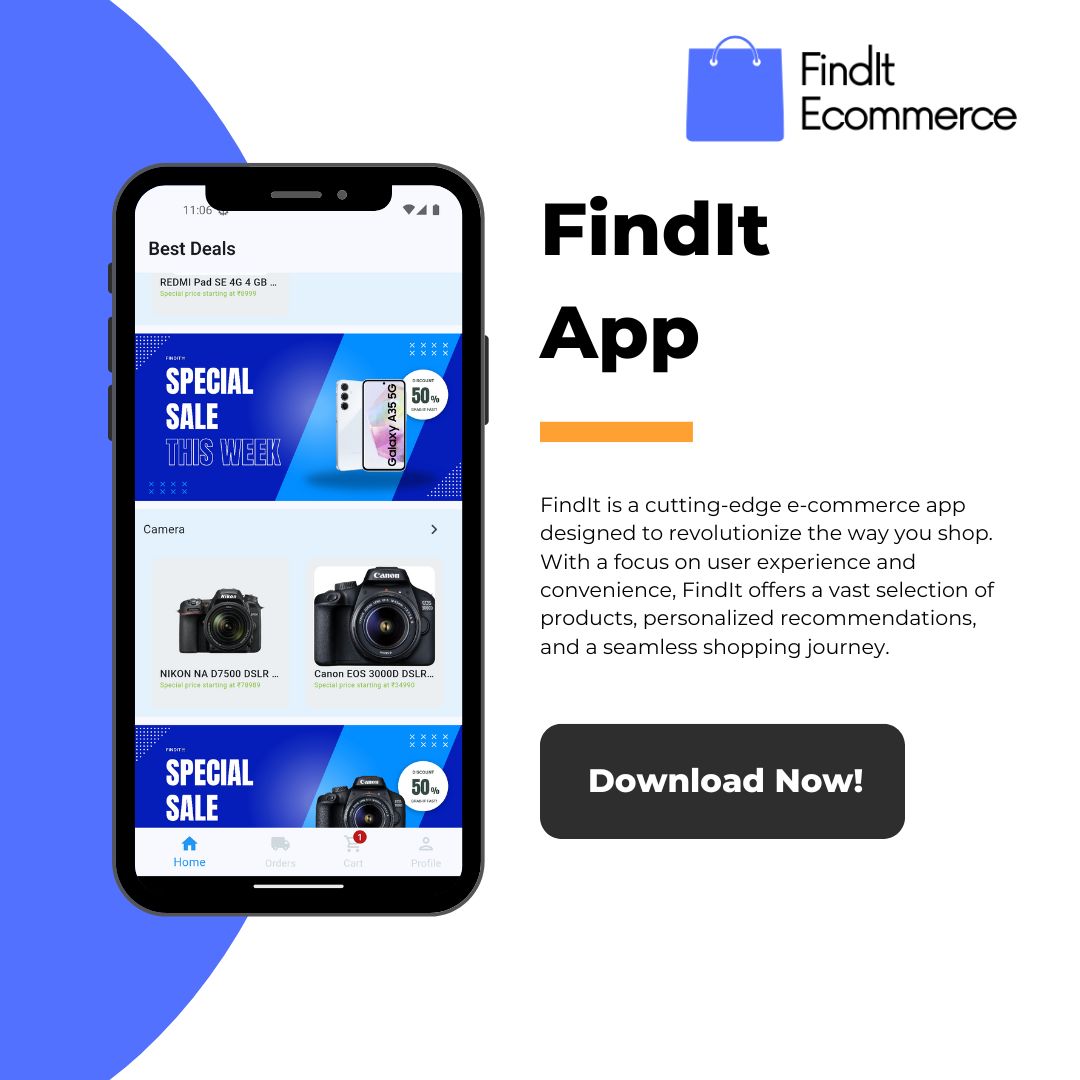 FindIt
Ecommerce
11:06
Best Deals
REDMI Pad SE 4G 4 GB ...
Special price starting at ₹6999
FINDIT!!
SPECIAL
SALE
THIS WEEK
DISCOUNT
50%
GRAB IT FAST!
Galaxy A35 5G
Camera
Nikon
Canon
NIKON NA D7500 DSLR ...
Special price starting at ₹78989
Canon EOS 3000D DSLR...
Special price starting at ₹34990
FINDIT!!
SPECIAL
SALE
DISCOUNT
50%
GRAB IT FAST!
Canon
1
Home
Orders
Cart
Profile
FindIt
App
FindIt is a cutting-edge e-commerce app
designed to revolutionize the way you shop.
With a focus on user experience and
convenience, FindIt offers a vast selection of
products, personalized recommendations,
and a seamless shopping journey.
Download Now!